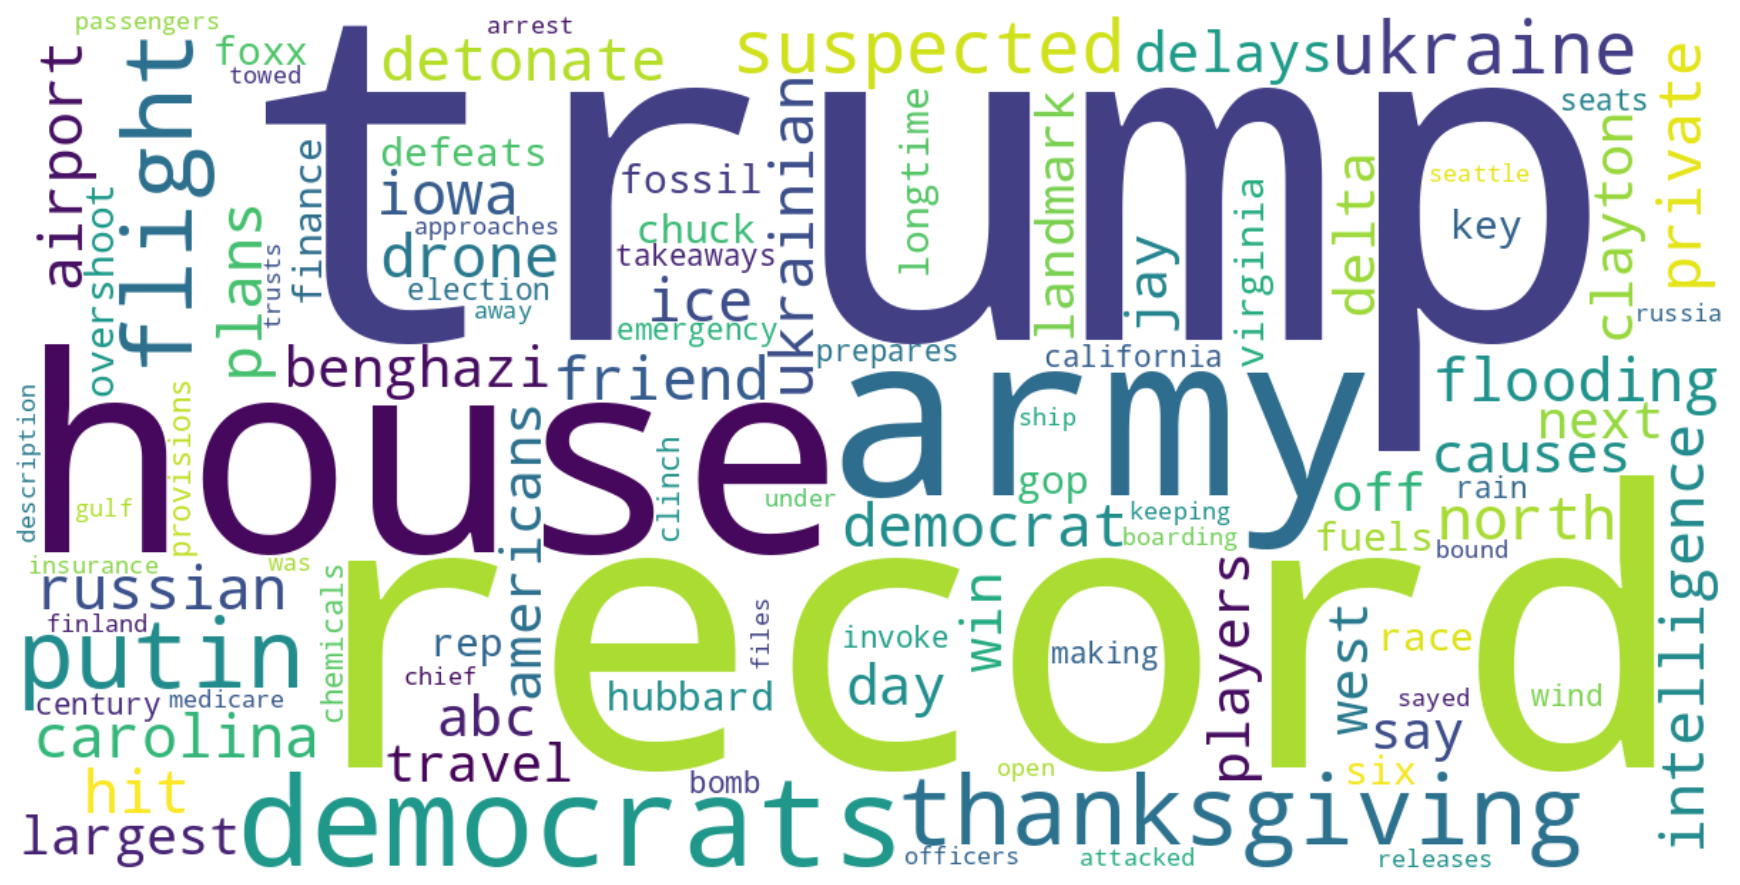 passengers
arrest
foxx
towed
detonate
suspected
delays
ukraine
airport
flight
trump
seats
private
defeats
finance
iowa
fossil
ukrainian
longtime
landmark
virginia
delta
seattle
clayton
key
overshoot
plans
trusts
approaches
chuck
drone
takeaways
jay
election
ice
away
emergency
russia
prepares
california
benghazi
friend
flooding
description
provisions
house
americans
army
ship
next
clinch
gop
causes
intelligence
gulf
under
off
rain
democrat
keeping
boarding
north
fuels
bound
insurance
was
russian
chemicals
record
finland
putin
rep
files
invoke
win
making
players
west
race
century
medicare
chief
hubbard
day
sayed
wind
carolina
abc
say
travel
hit
bomb
open
six
largest
democrats
thanksgiving
officers
attacked
releases